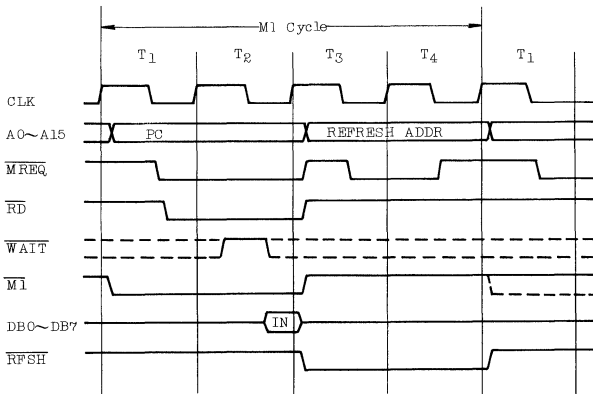 M1 Cycle
T1 T2 T3 T4 T1
CLK
A0~A15 PC REFRESH ADDR
MREQ
RD
WAIT
M1
DB0~DB7 IN
RFSH